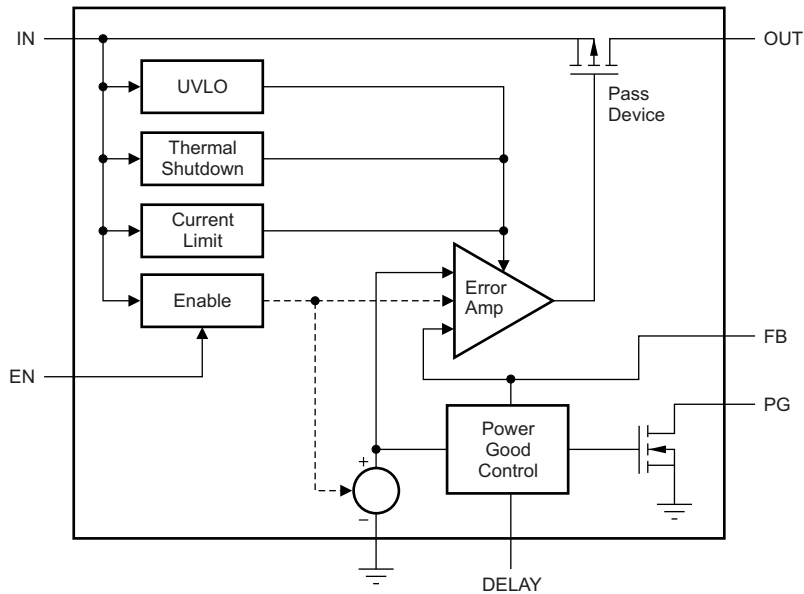 IN
OUT
UVLO
Pass
Device
Thermal
Shutdown
Current
Limit
Error
Amp
Enable
FB
EN
PG
Power
Good
Control
+
–
DELAY